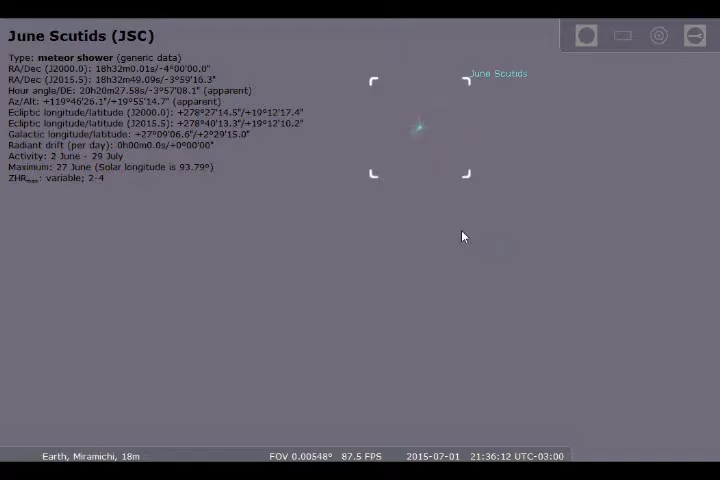 June Scutids (JSC)
Type: meteor shower (generic data)
RA/Dec (J2000.0): 18h32m0.01s/-4°00'00.0"
RA/Dec (J2015.5): 18h32m49.09s/-3°59'16.3"
Hour angle/DE: 20h20m27.58s/-3°57'08.1" (apparent)
Az/Alt: +119°46'26.1"/+19°55'14.7" (apparent)
Ecliptic longitude/latitude (J2000.0): +278°27'14.5"/+19°12'17.4"
Ecliptic longitude/latitude (J2015.5): +278°40'13.3"/+19°12'10.2"
Galactic longitude/latitude: +27°09'06.6"/+2°29'15.0"
Radiant drift (per day): 0h00m0.0s/+0°00'00"
Activity: 2 June - 29 July
Maximum: 27 June (Solar longitude is 93.79°)
ZHRmax: variable; 2-4
June Scutids
Earth, Miramichi, 18m FOV 0.00548° 87.5 FPS 2015-07-01 21:36:12 UTC-03:00